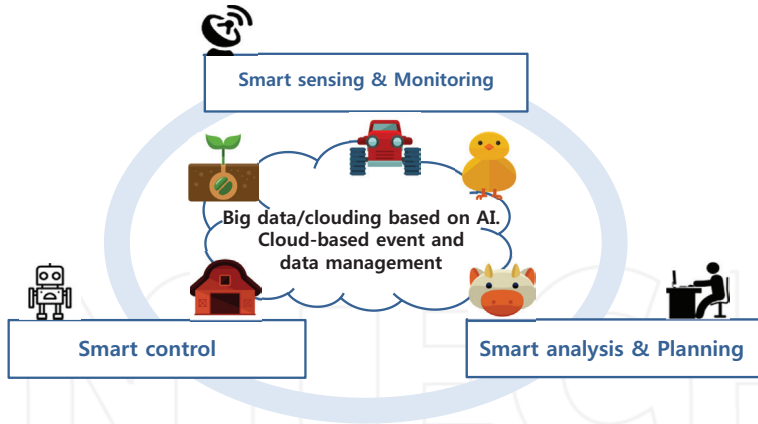 Smart sensing & Monitoring
Big data/clouding based on AI.
Cloud-based event and
data management
Smart control
Smart analysis & Planning